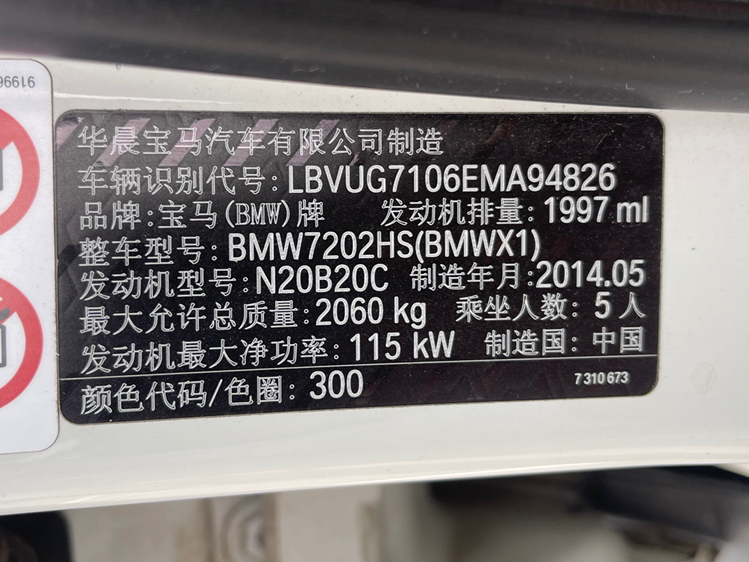 华晨宝马汽车有限公司制造
车辆识别代号:LBVUG7106EMA94826
品牌:宝马(BMW)牌 发动机排量:1997 ml
整车型号:BMW7202HS(BMWX1)
发动机型号:N20B20C 制造年月:2014.05
最大允许总质量:2060 kg 乘坐人数:5人
发动机最大净功率:115 kW 制造国:中国
颜色代码/色圈:300 7 310 673